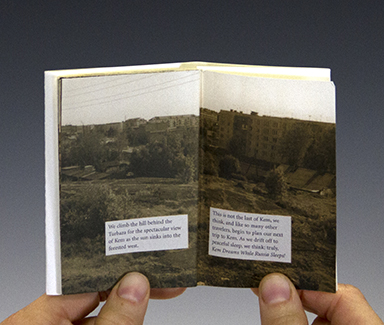 We climb the hill behind the
Turbaza for the spectacular view
of Kem as the sun sinks into the
forested west.
This is not the last of Kem, we
think, and like so many other
travelers, begin to plan our next
trip to Kem. As we drift off to
peaceful sleep, we think: truly,
Kem Dreams While Russia Sleeps!